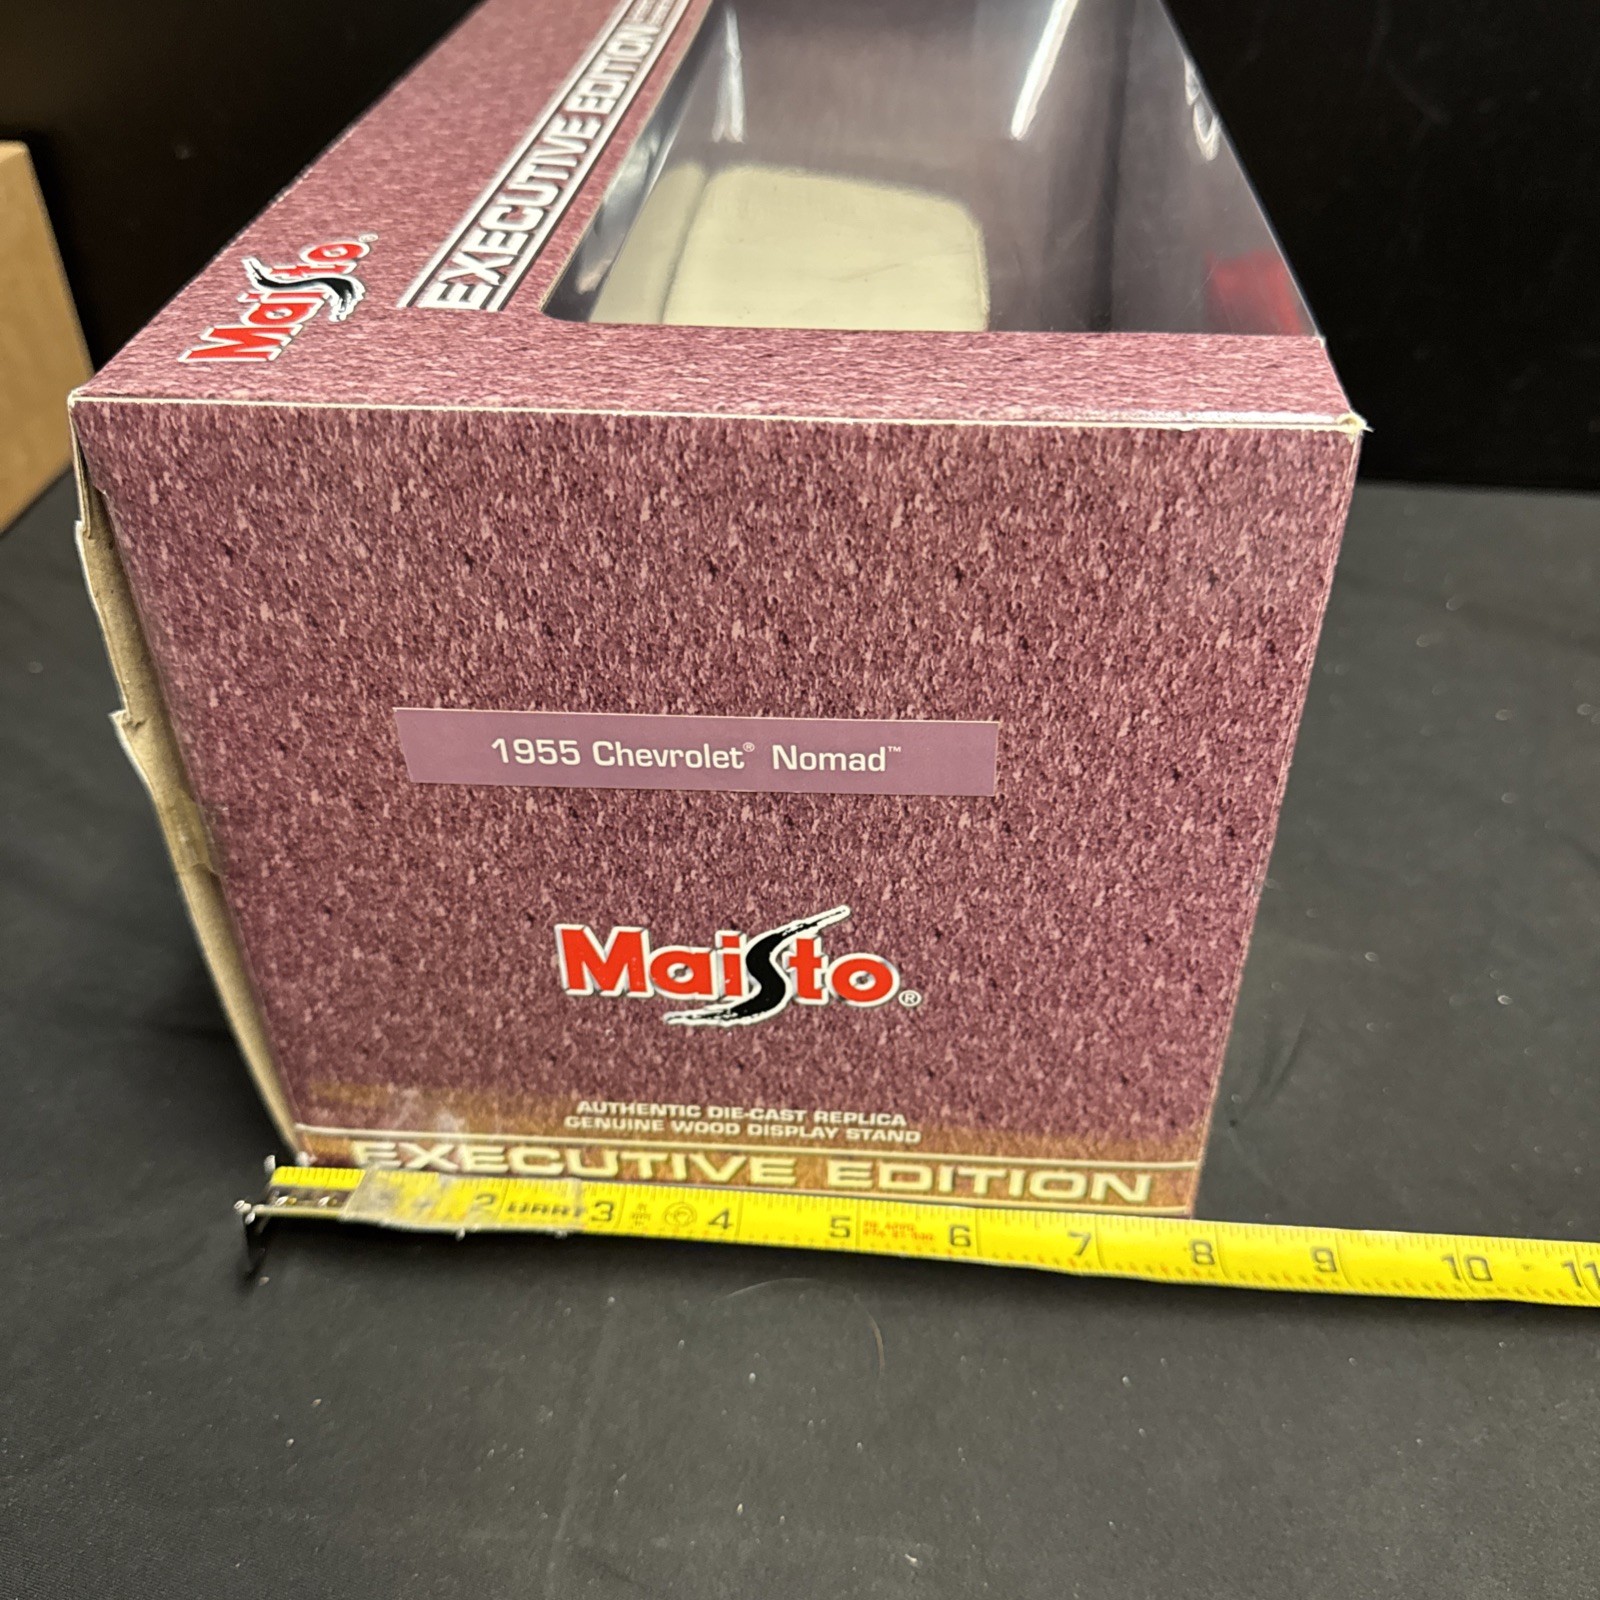 EXECUTIVE EDITION
Maisto®
1955 Chevrolet® Nomad™
Maisto®
AUTHENTIC DIE-CAST REPLICA
GENUINE WOOD DISPLAY STAND
EXECUTIVE EDITION
2 3 4 5 6 7 8 9 10 11